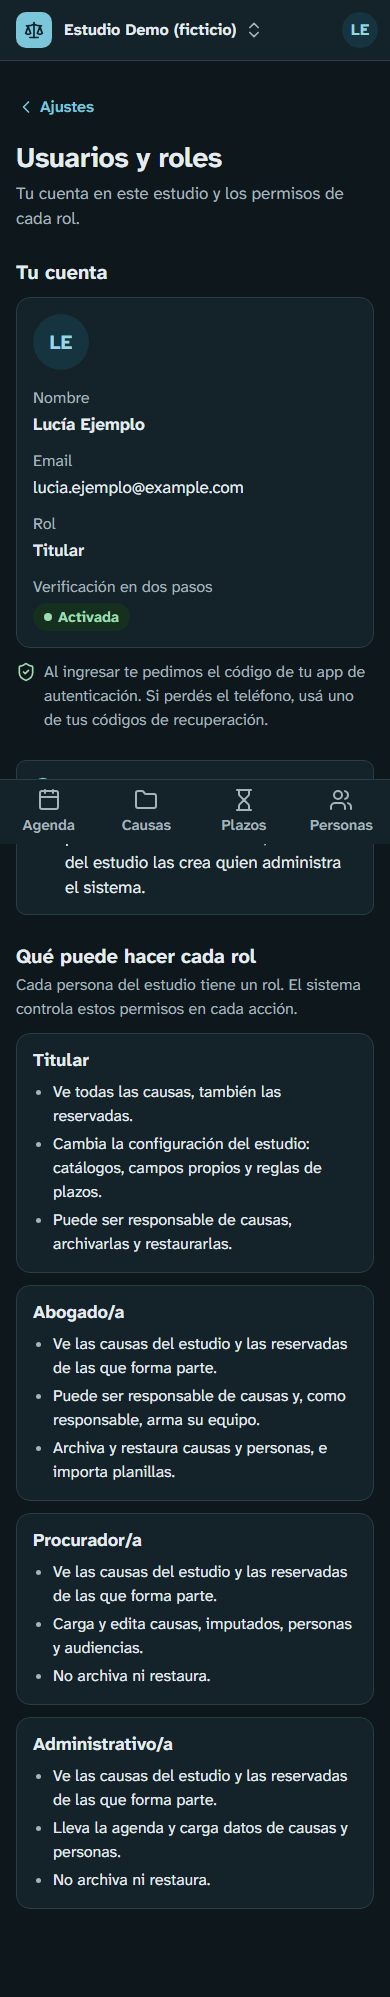 Estudio Demo (ficticio)
LE
Ajustes
Usuarios y roles
Tu cuenta en este estudio y los permisos de
cada rol.
Tu cuenta
LE
Nombre
Lucía Ejemplo
Email
lucia.ejemplo@example.com
Rol
Titular
Verificación en dos pasos
Activada
Al ingresar te pedimos el código de tu app de
autenticación. Si perdés el teléfono, usá uno
de tus códigos de recuperación.
Agenda
Causas
Plazos
Personas
del estudio las crea quien administra
el sistema.
Qué puede hacer cada rol
Cada persona del estudio tiene un rol. El sistema
controla estos permisos en cada acción.
Titular
• Ve todas las causas, también las
reservadas.
• Cambia la configuración del estudio:
catálogos, campos propios y reglas de
plazos.
• Puede ser responsable de causas,
archivarlas y restaurarlas.
Abogado/a
• Ve las causas del estudio y las reservadas
de las que forma parte.
• Puede ser responsable de causas y, como
responsable, arma su equipo.
• Archiva y restaura causas y personas, e
importa planillas.
Procurador/a
• Ve las causas del estudio y las reservadas
de las que forma parte.
• Carga y edita causas, imputados, personas
y audiencias.
• No archiva ni restaura.
Administrativo/a
• Ve las causas del estudio y las reservadas
de las que forma parte.
• Lleva la agenda y carga datos de causas y
personas.
• No archiva ni restaura.